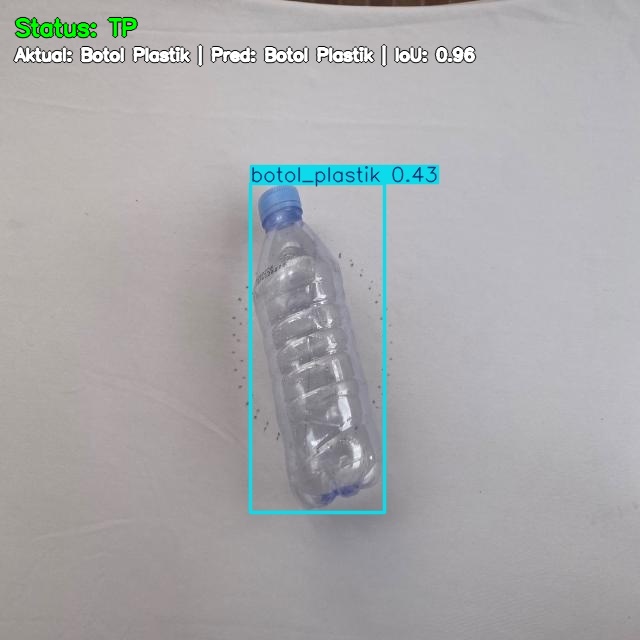 Status: TP
Aktual: Botol Plastik | Pred: Botol Plastik | IoU: 0.96
botol_plastik 0.43